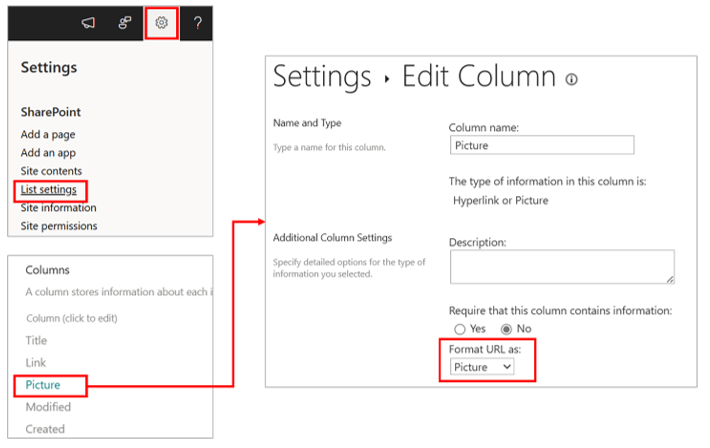 Settings
SharePoint
Add a page
Add an app
Site contents
List settings
Site information
Site permissions
Columns
A column stores information about each i
Column (click to edit)
Title
Link
Picture
Modified
Created
Settings › Edit Column
Name and Type
Type a name for this column.
Column name:
Picture
The type of information in this column is:
Hyperlink or Picture
Additional Column Settings
Specify detailed options for the type of
information you selected.
Description:
Require that this column contains information:
Yes No
Format URL as:
Picture